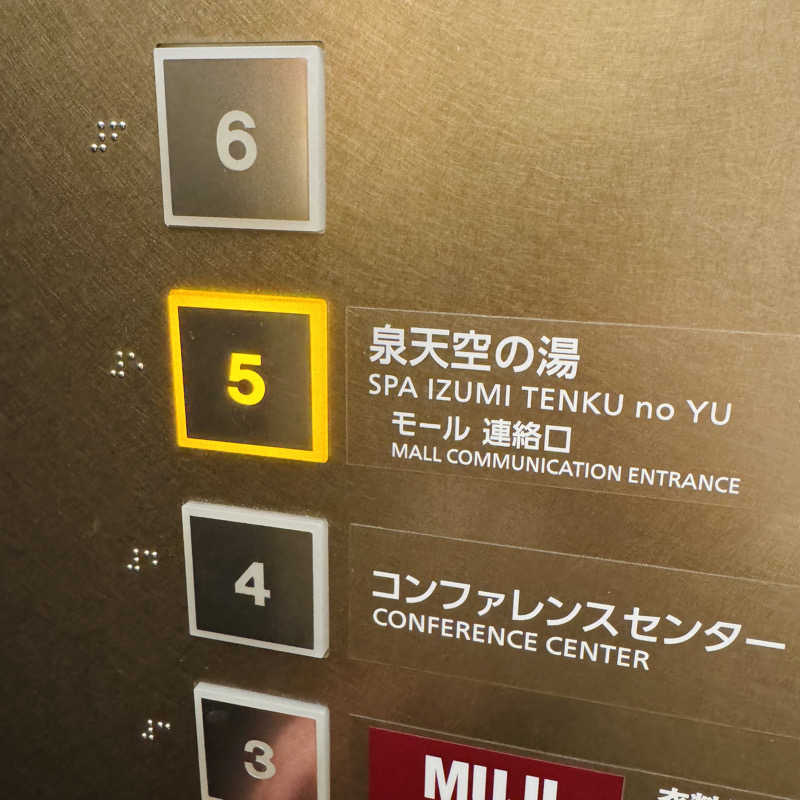 6
5
泉天空の湯
SPA IZUMI TENKU no YU
モール 連絡口
MALL COMMUNICATION ENTRANCE
4
コンファレンスセンター
CONFERENCE CENTER
3
MUJI